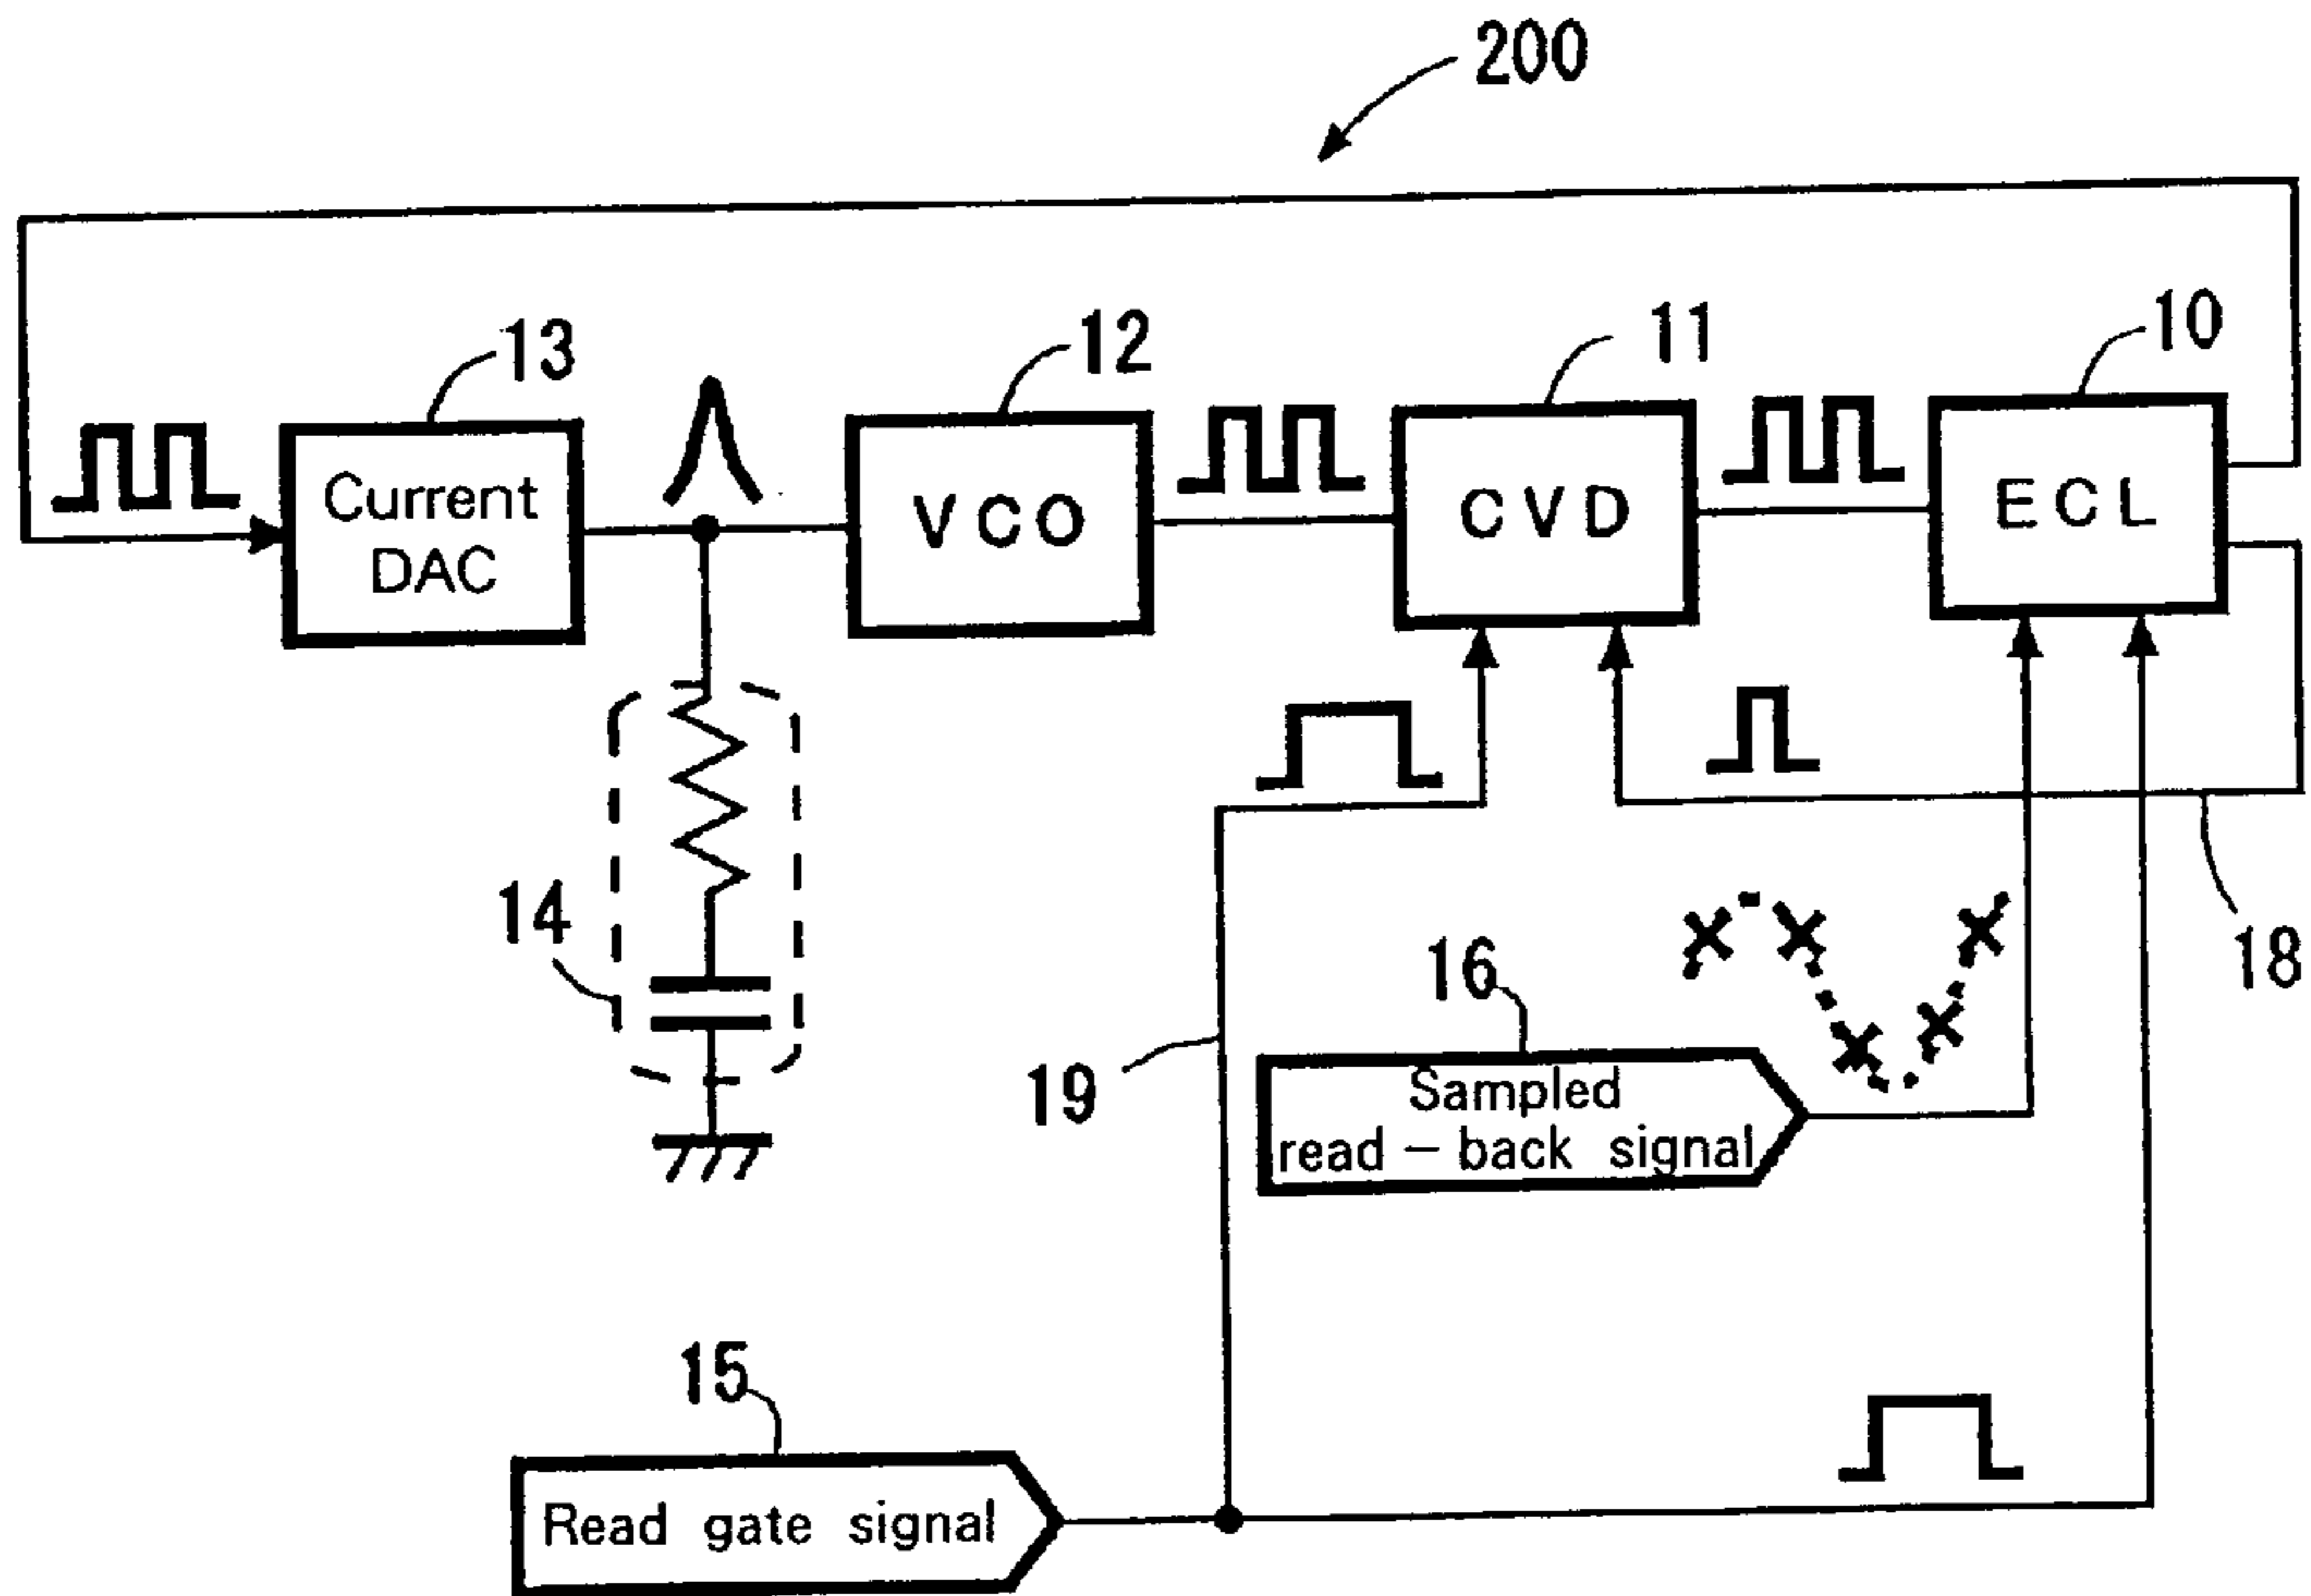 200
13
12
11
10
Current
DAC
VCO
CVD
ECL
14
16
18
19
Sampled
read－back signal
15
Read gate signal